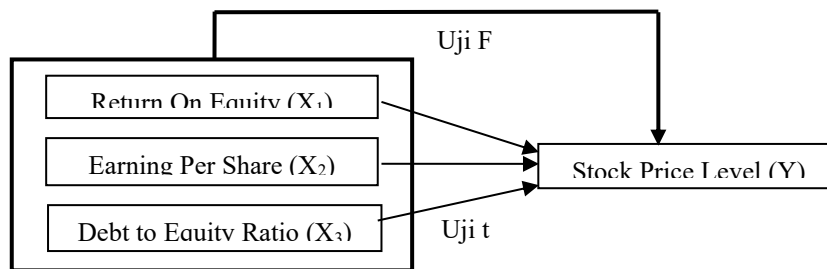 Uji F
Return On Equity (X₁)
Earning Per Share (X₂)
Stock Price Level (Y)
Debt to Equity Ratio (X₃)
Uji t